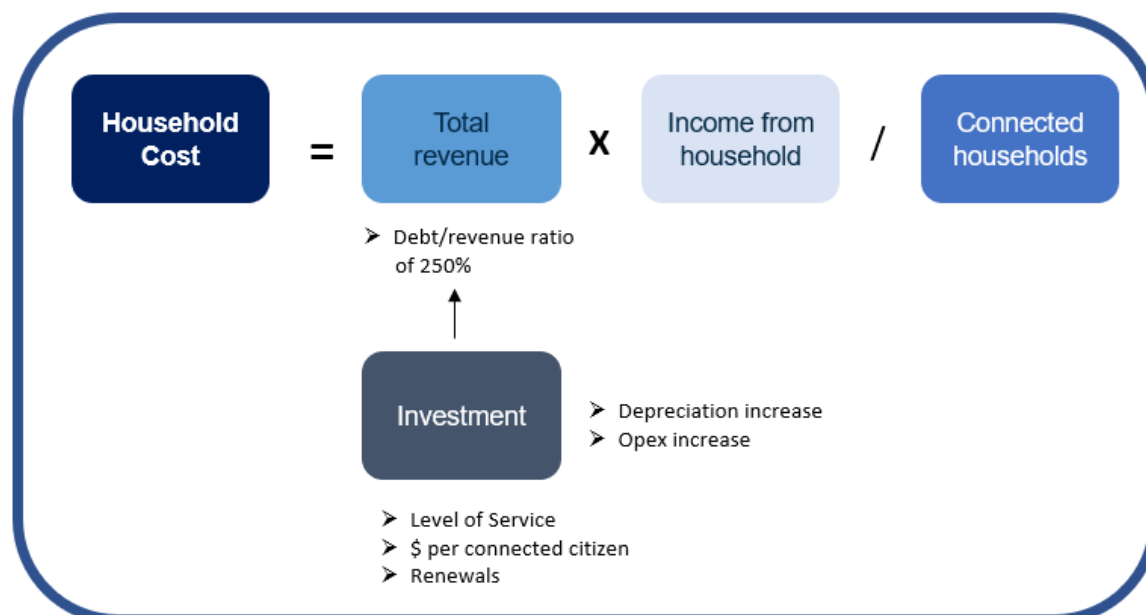 Household
Cost
=
Total
revenue
x
Income from
household
/
Connected
households
➢ Debt/revenue ratio
of 250%
Investment
➢ Depreciation increase
➢ Opex increase
➢ Level of Service
➢ $ per connected citizen
➢ Renewals